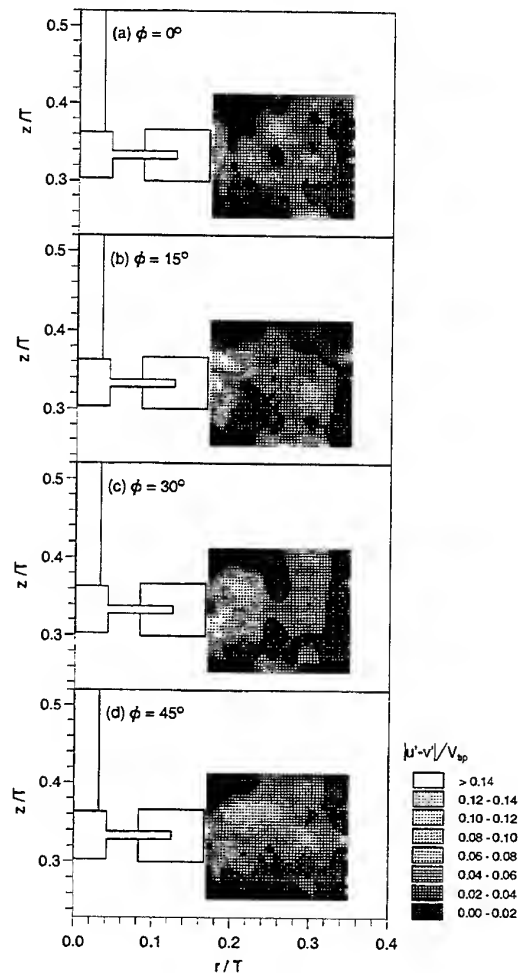 (a) ϕ = 0°
0.5
z/T
0.4
0.3
(b) ϕ = 15°
0.5
z/T
0.4
0.3
(c) ϕ = 30°
0.5
z/T
0.4
0.3
(d) ϕ = 45°
0.5
z/T
0.4
0.3
0.0 0.1 0.2 0.3 0.4
r/T
|u'-v'|/Vtip
> 0.14
0.12 - 0.14
0.10 - 0.12
0.08 - 0.10
0.06 - 0.08
0.04 - 0.06
0.02 - 0.04
0.00 - 0.02